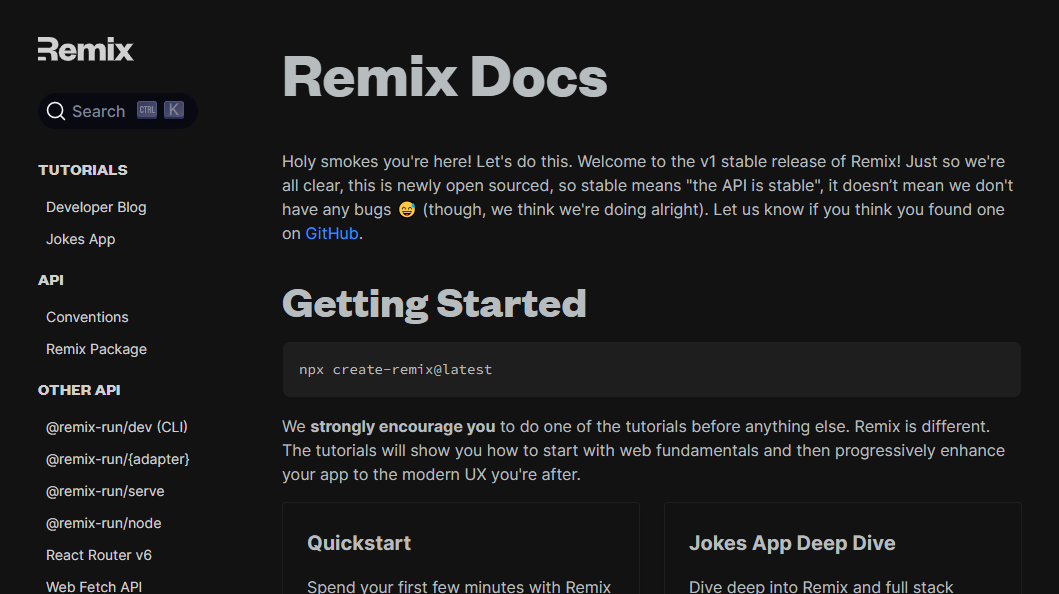 Remix
Search CTRL K
TUTORIALS
Developer Blog
Jokes App
API
Conventions
Remix Package
OTHER API
@remix-run/dev (CLI)
@remix-run/{adapter}
@remix-run/serve
@remix-run/node
React Router v6
Web Fetch API
Remix Docs
Holy smokes you're here! Let's do this. Welcome to the v1 stable release of Remix! Just so we're
all clear, this is newly open sourced, so stable means "the API is stable", it doesn’t mean we don't
have any bugs 😅 (though, we think we're doing alright). Let us know if you think you found one
on GitHub.
Getting Started
npx create-remix@latest
We strongly encourage you to do one of the tutorials before anything else. Remix is different.
The tutorials will show you how to start with web fundamentals and then progressively enhance
your app to the modern UX you're after.
Quickstart
Spend your first few minutes with Remix
Jokes App Deep Dive
Dive deep into Remix and full stack